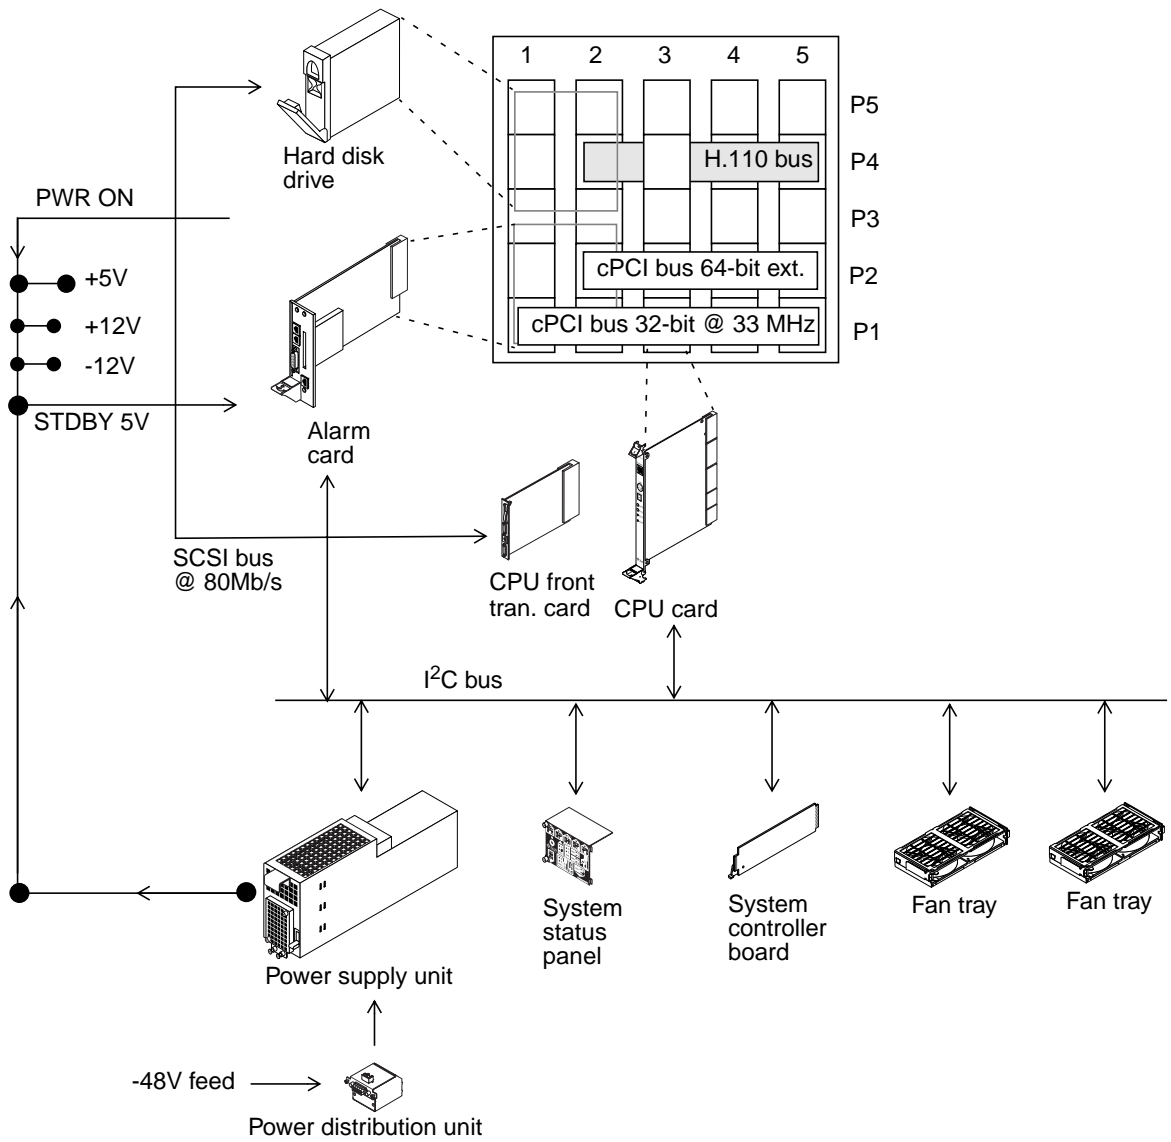 1 2 3 4 5
P5
Hard disk
drive
H.110 bus
P4
PWR ON
P3
+5V
cPCI bus 64-bit ext.
P2
+12V
cPCI bus 32-bit @ 33 MHz
P1
-12V
STDBY 5V
Alarm
card
SCSI bus
@ 80Mb/s
CPU front
tran. card
CPU card
I²C bus
System
status
panel
System
controller
board
Fan tray
Fan tray
Power supply unit
-48V feed
Power distribution unit